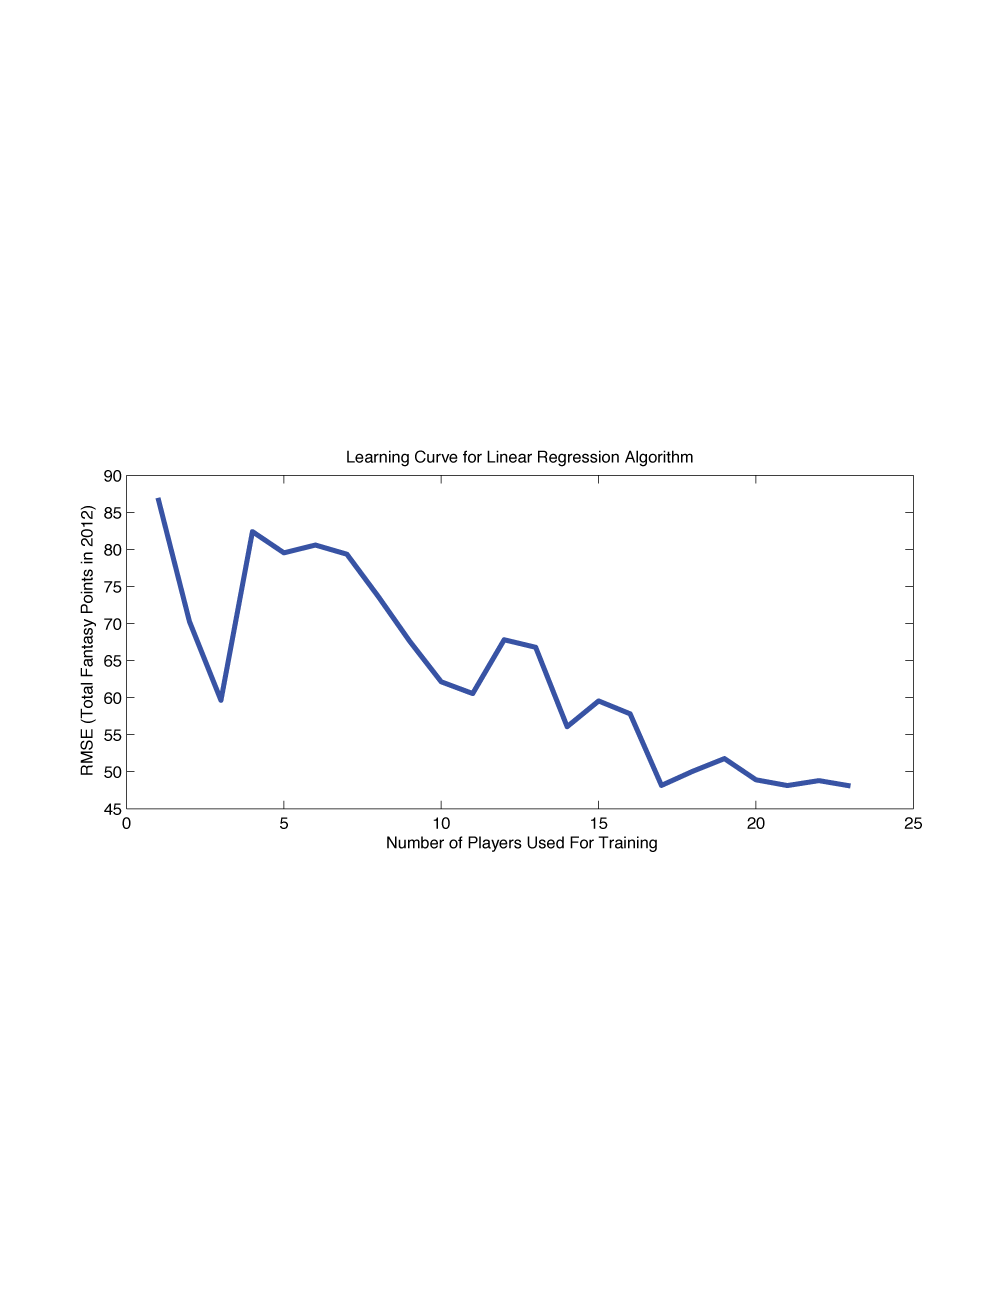 Learning Curve for Linear Regression Algorithm
90
85
80
75
70
65
60
55
50
45
RMSE (Total Fantasy Points in 2012)
0 5 10 15 20 25
Number of Players Used For Training